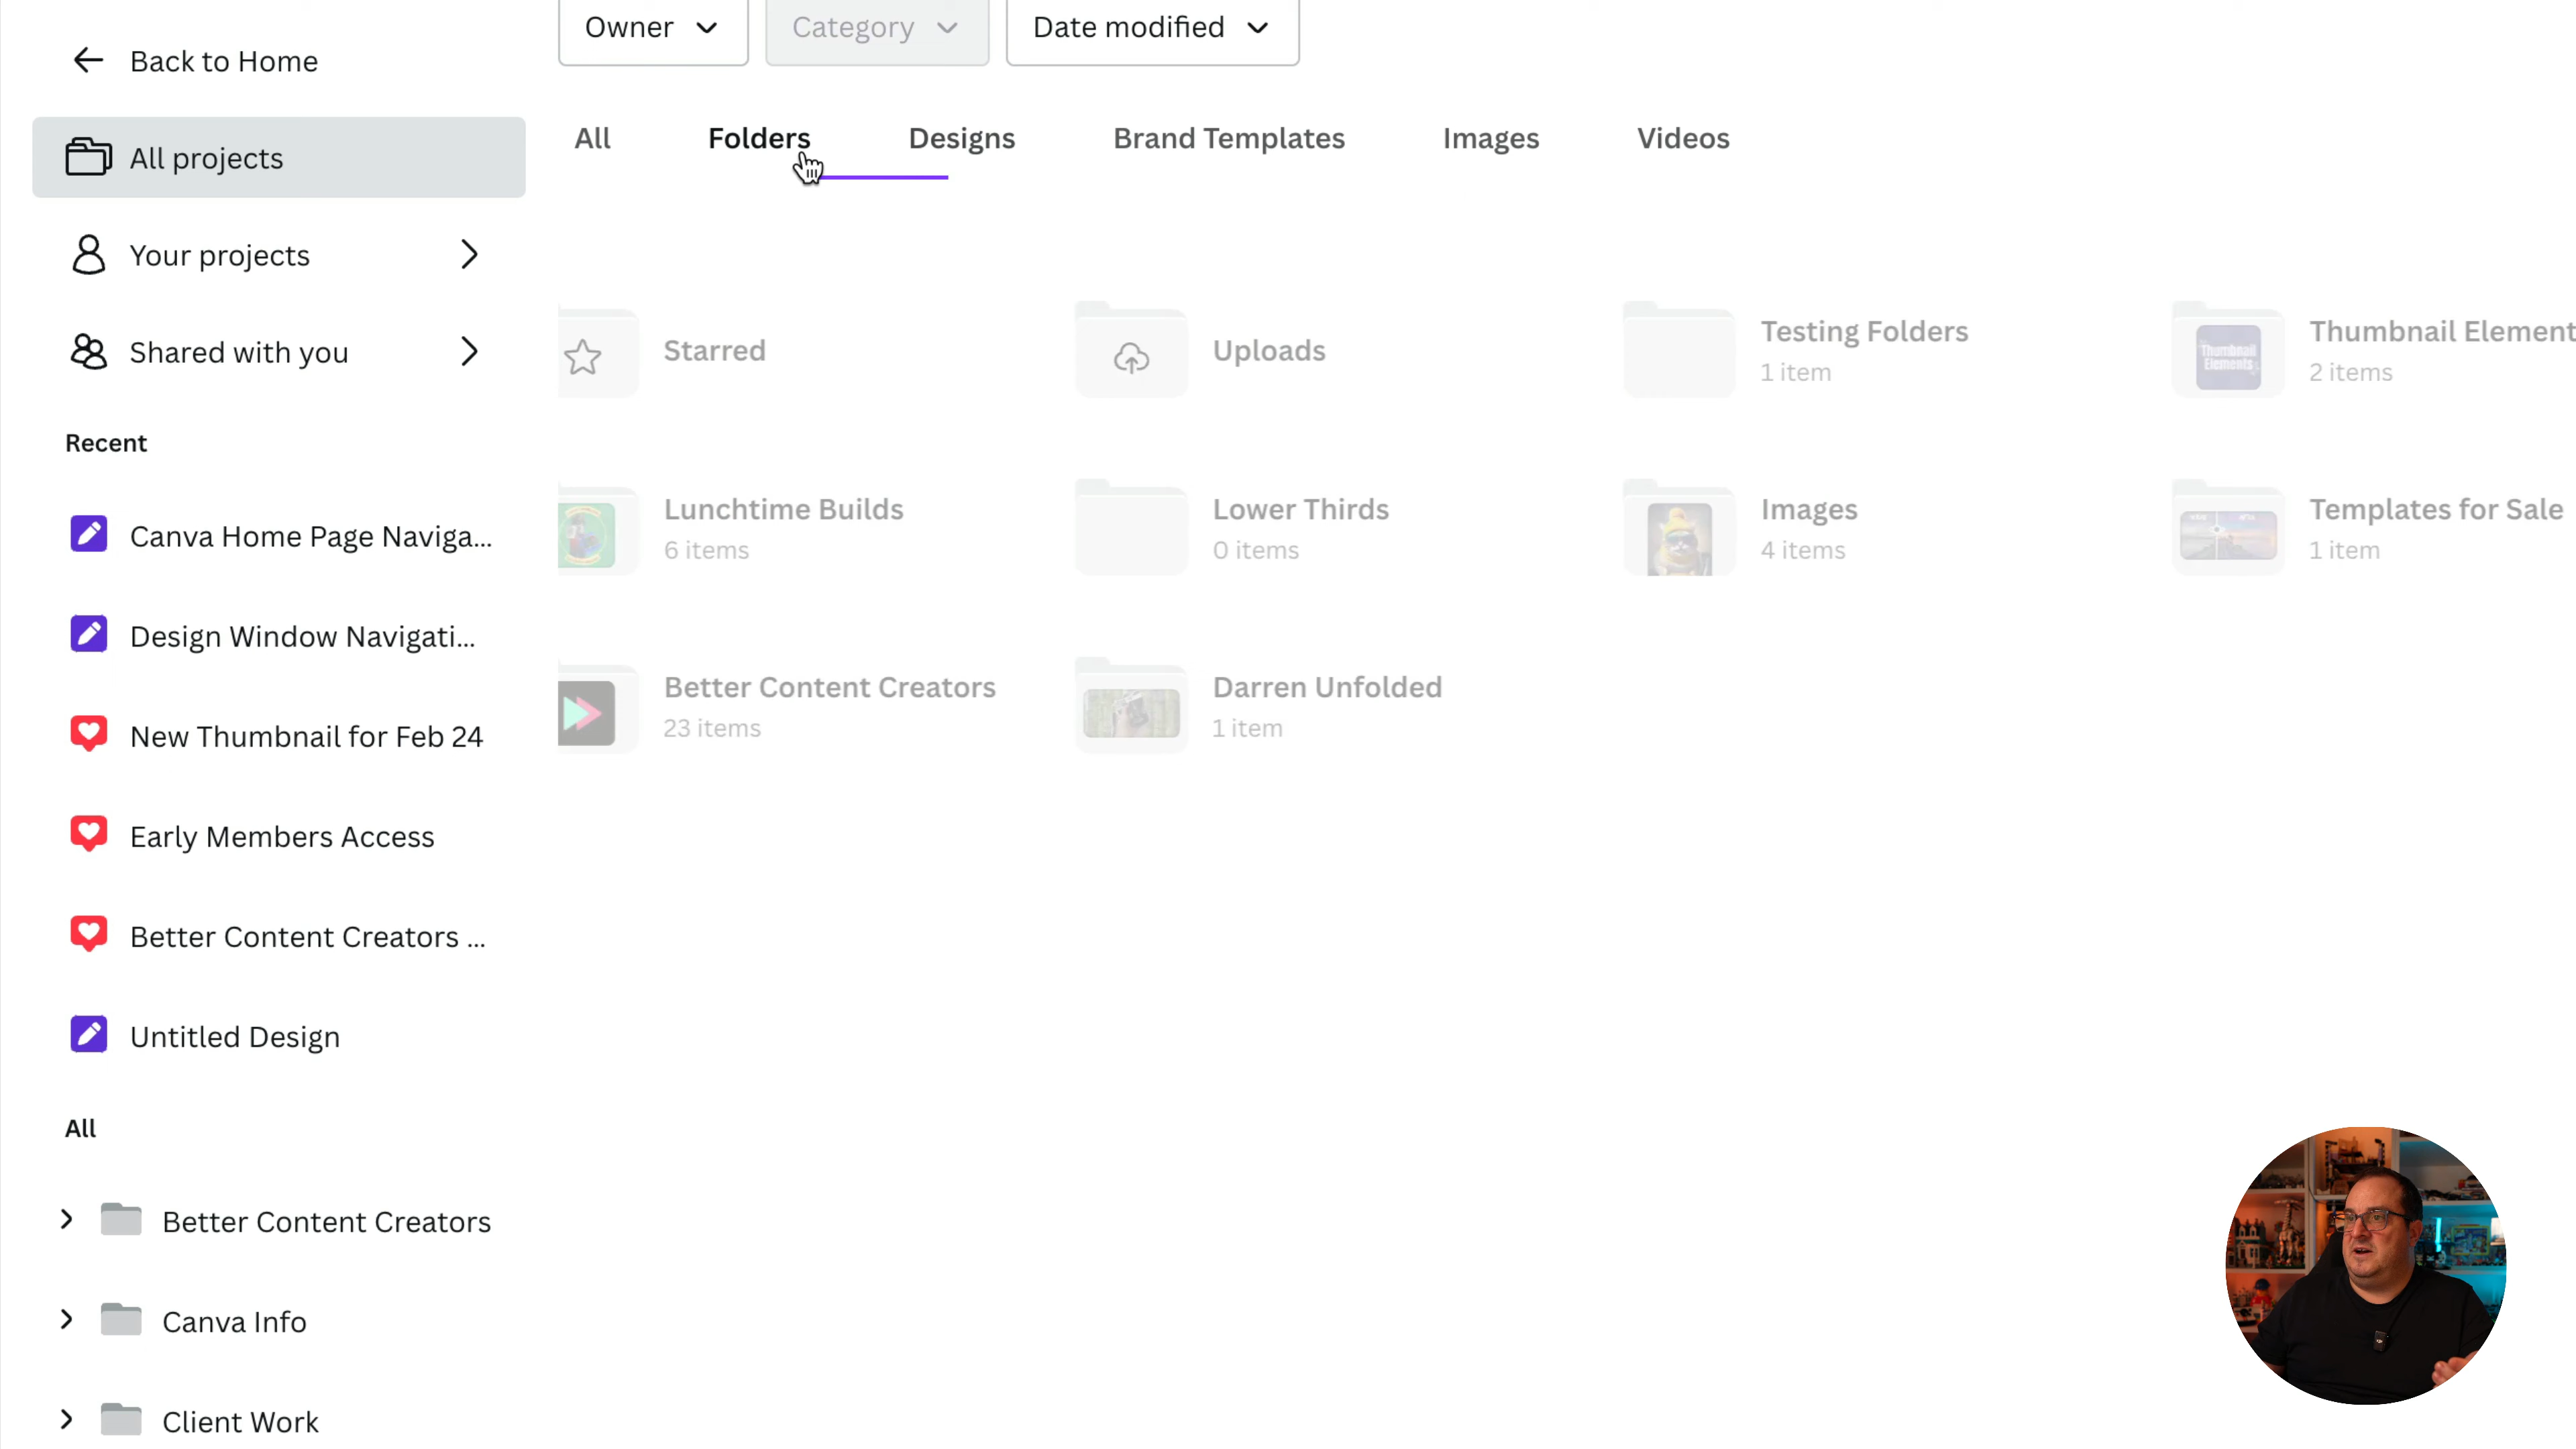 Owner
Category
Date modified
Back to Home
All projects
Your projects
Shared with you
Recent
Canva Home Page Naviga...
Design Window Navigati...
New Thumbnail for Feb 24
Early Members Access
Better Content Creators ...
Untitled Design
All
Better Content Creators
Canva Info
Client Work
All
Folders
Designs
Brand Templates
Images
Videos
Starred
Uploads
Testing Folders
1 item
Thumbnail
Elements
Thumbnail Element
2 items
Lunchtime Builds
6 items
Lower Thirds
0 items
Images
4 items
Templates for Sale
1 item
Better Content Creators
23 items
Darren Unfolded
1 item